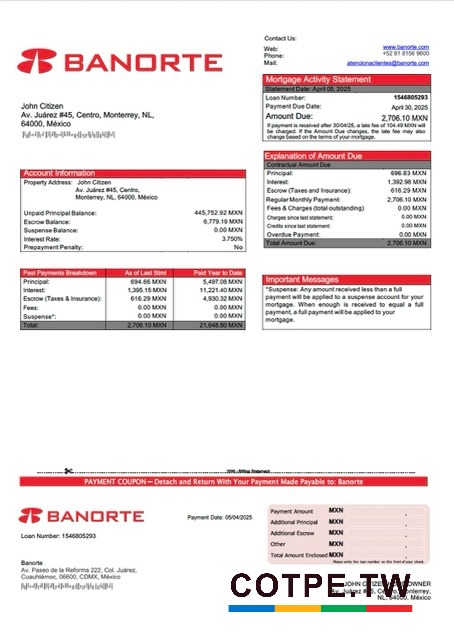 Contact Us:
BANORTE
Web: www.banorte.com
Phone: +52 81 8156 9600
Mail: atencionaclientes@banorte.com
Mortgage Activity Statement
Statement Date: April 05, 2025
Loan Number: 1546805293
Payment Due Date: April 30, 2025
Amount Due: 2,706.10 MXN
If payment is received after 30/04/25, a late fee of 104.49 MXN will
be charged. If the Amount Due changes, the late fee may also
change based on the terms of your mortgage.
John Citizen
Av. Juárez #45, Centro, Monterrey, NL,
64000, México
Explanation of Amount Due
Contractual Amount Due
Principal: 696.83 MXN
Interest: 1,392.98 MXN
Escrow (Taxes and Insurance): 616.29 MXN
Regular Monthly Payment: 2,706.10 MXN
Fees & Charges (total outstanding) 0.00 MXN
Charges since last statement: 0.00 MXN
Credits since last statement: 0.00 MXN
Overdue Payment: 0.00 MXN
Total Amount Due: 2,706.10 MXN
Account Information
Property Address: John Citizen
Av. Juárez #45, Centro,
Monterrey, NL, 64000, México
Unpaid Principal Balance: 445,752.92 MXN
Escrow Balance: 6,779.19 MXN
Suspense Balance: 0.00 MXN
Interest Rate: 3.750%
Prepayment Penalty: No
Past Payments Breakdown As of Last Stmt Paid Year to Date
Principal: 694.66 MXN 5,497.08 MXN
Interest: 1,395.15 MXN 11,221.40 MXN
Escrow (Taxes & Insurance): 616.29 MXN 4,930.32 MXN
Fees: 0.00 MXN 0.00 MXN
Suspense*: 0.00 MXN 0.00 MXN
Total: 2,706.10 MXN 21,648.80 MXN
Important Messages
*Suspense: Any amount received less than a full
payment will be applied to a suspense account for your
mortgage. When enough is received to equal a full
payment, a full payment will be applied to your
mortgage.
PAYMENT COUPON — Detach and Return With Your Payment Made Payable to: Banorte
BANORTE
Payment Date: 05/04/2025
Loan Number: 1546805293
Payment Amount MXN
Additional Principal MXN
Additional Escrow MXN
Other MXN
Total Amount Enclosed MXN
Please write the loan number on the front of your check.
Banorte
Av. Paseo de la Reforma 222, Col. Juárez,
Cuauhtémoc, 06600, CDMX, México
COTPE.TW